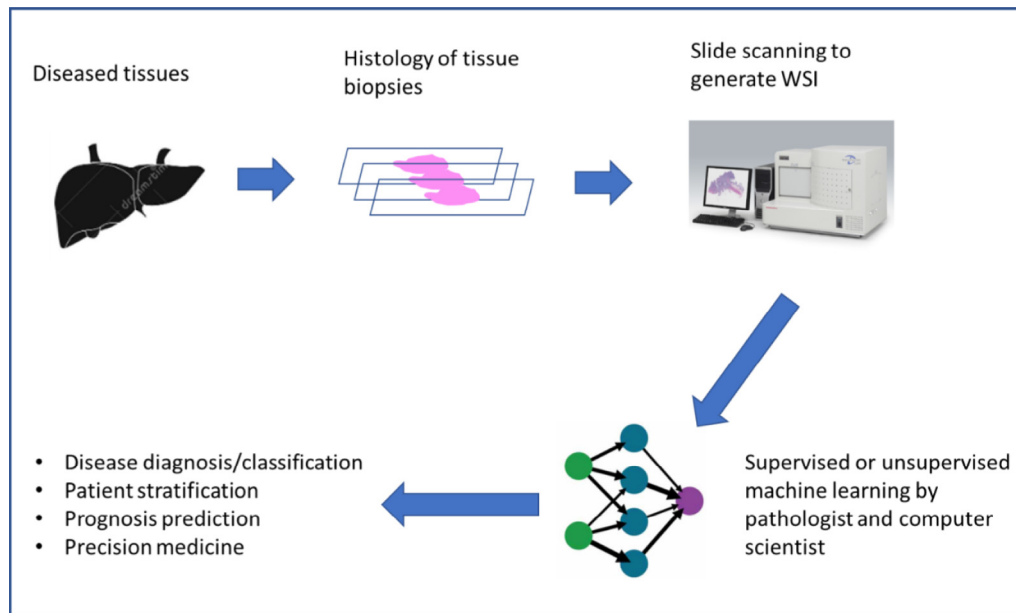 Diseased tissues
Histology of tissue
biopsies
Slide scanning to
generate WSI
Supervised or unsupervised
machine learning by
pathologist and computer
scientist
• Disease diagnosis/classification
• Patient stratification
• Prognosis prediction
• Precision medicine